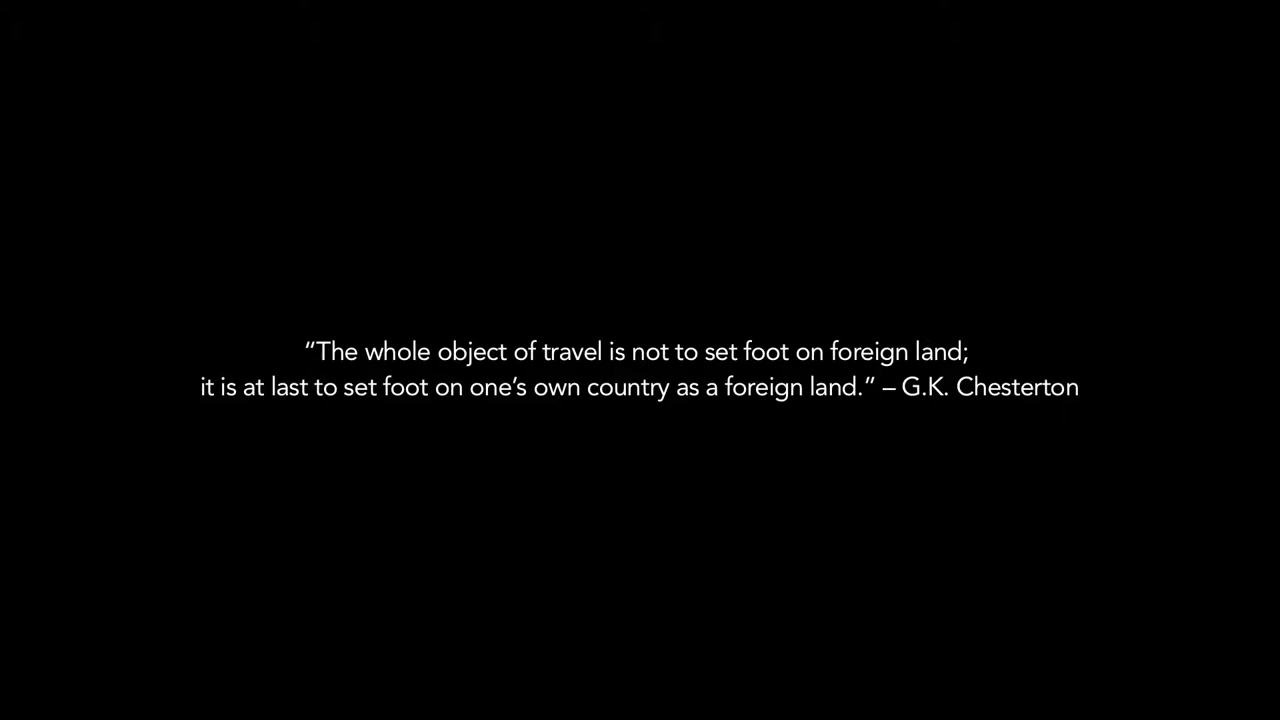 “The whole object of travel is not to set foot on foreign land;
it is at last to set foot on one’s own country as a foreign land.” – G.K. Chesterton